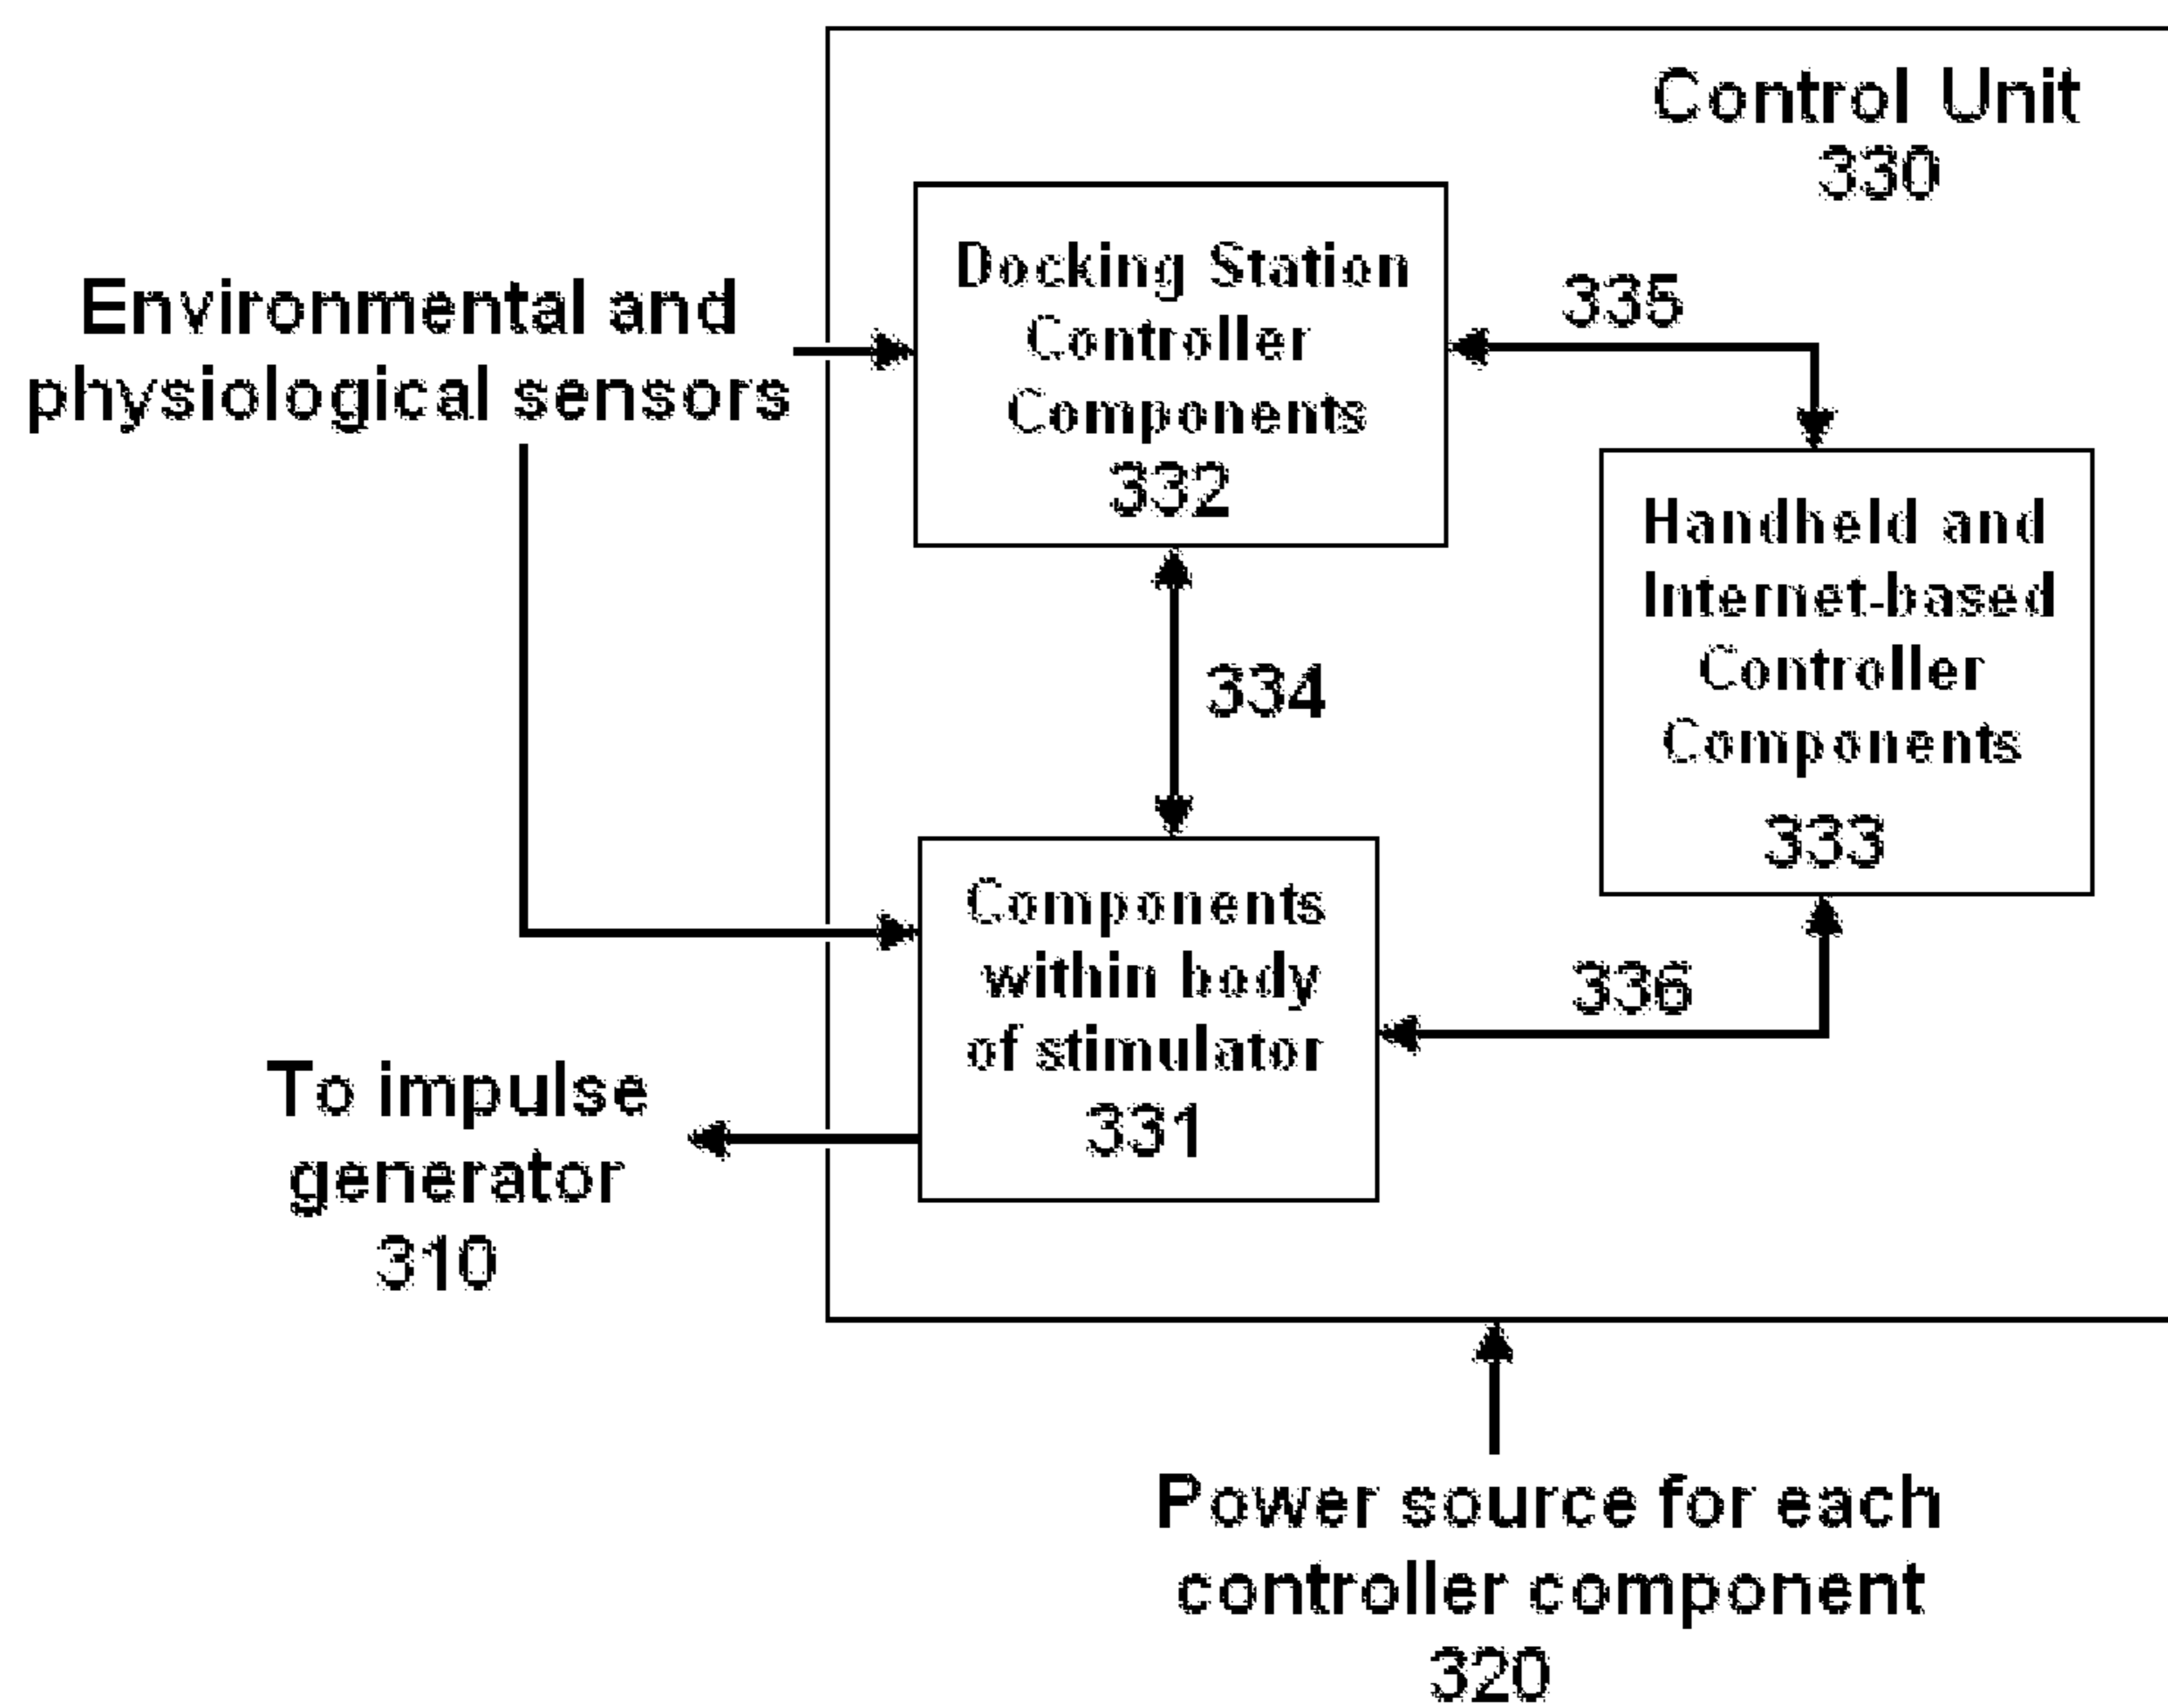 Control Unit
330
Docking Station
Controller
Components
332
335
Environmental and
physiological sensors
Handheld and
Internet-based
Controller
Components
333
334
Components
within body
of stimulator
331
336
To impulse
generator
310
Power source for each
controller component
320